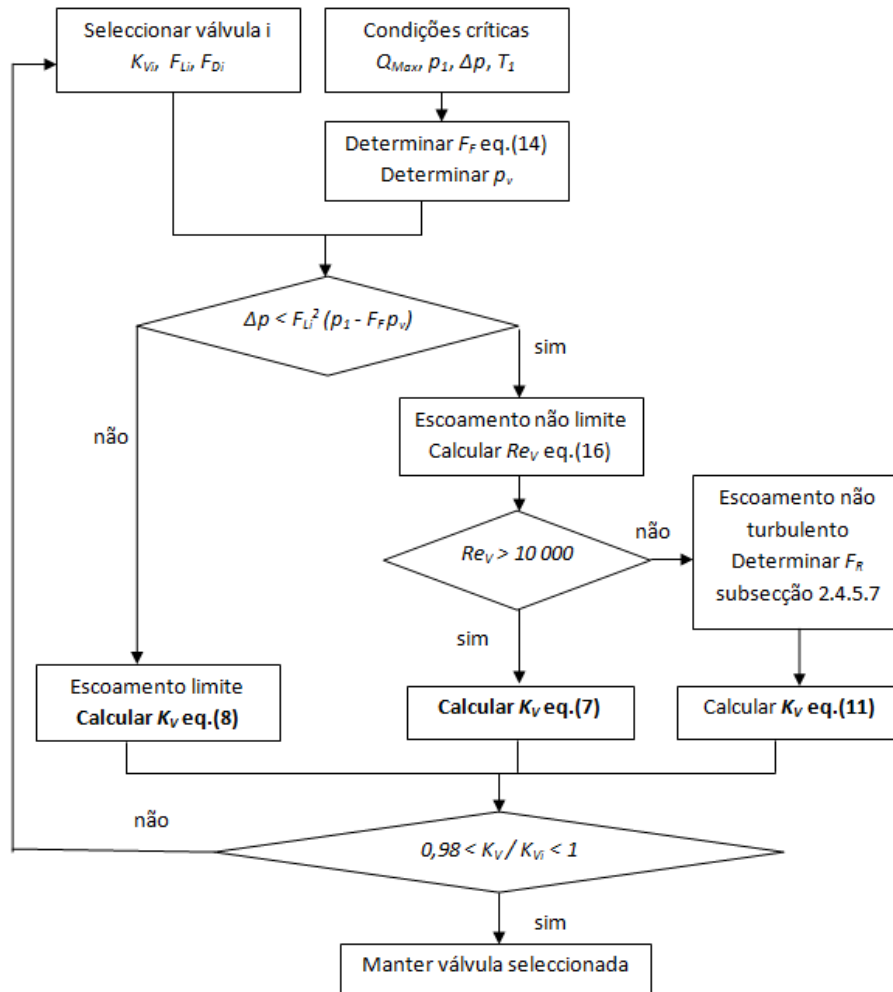 Seleccionar válvula i
K_Vi, F_Li, F_Di
Condições críticas
Q_Max, p_1, Δp, T_1
Determinar F_F eq.(14)
Determinar p_v
Δp < F_Li² (p_1 - F_F p_v)
sim
não
Escoamento não limite
Calcular Re_V eq.(16)
Re_V > 10 000
não
Escoamento não
turbulento
Determinar F_R
subsecção 2.4.5.7
sim
Escoamento limite
Calcular K_V eq.(8)
Calcular K_V eq.(7)
Calcular K_V eq.(11)
não
0,98 < K_V / K_Vi < 1
sim
Manter válvula seleccionada